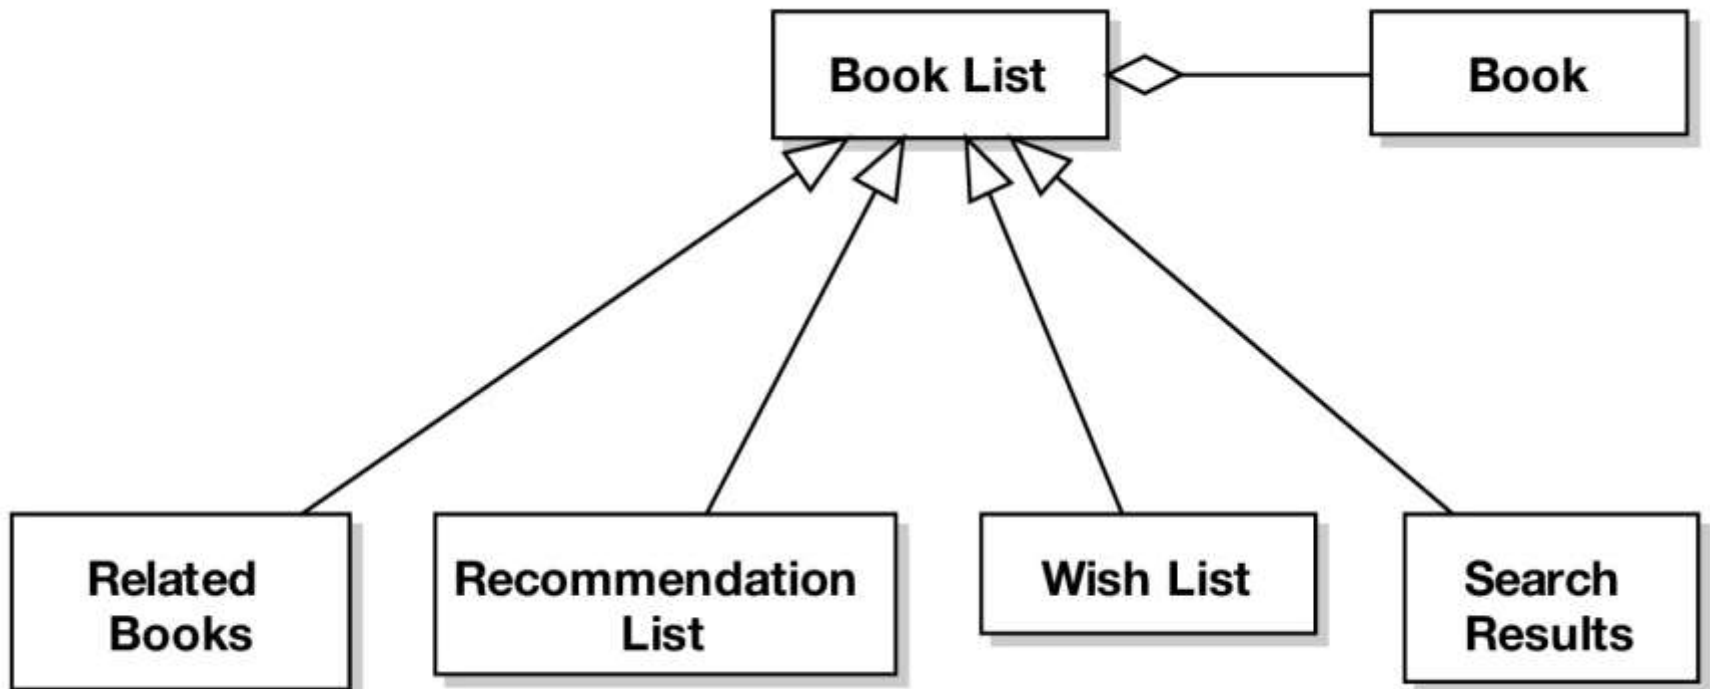 Book List
Book
Related
Books
Recommendation
List
Wish List
Search
Results